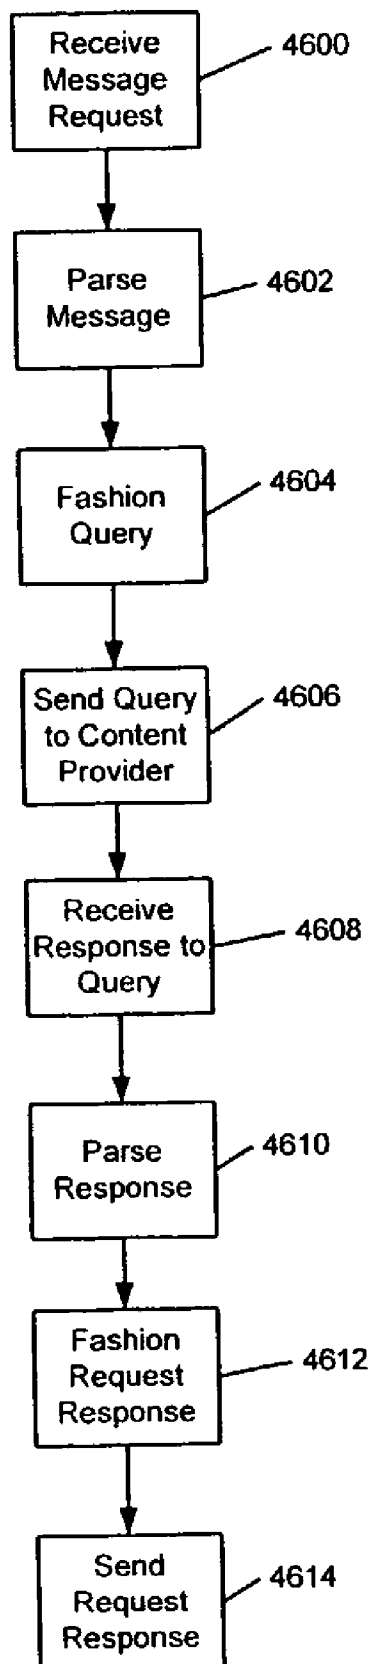 Receive
Message
Request
4600
Parse
Message
4602
Fashion
Query
4604
Send Query
to Content
Provider
4606
Receive
Response to
Query
4608
Parse
Response
4610
Fashion
Request
Response
4612
Send
Request
Response
4614